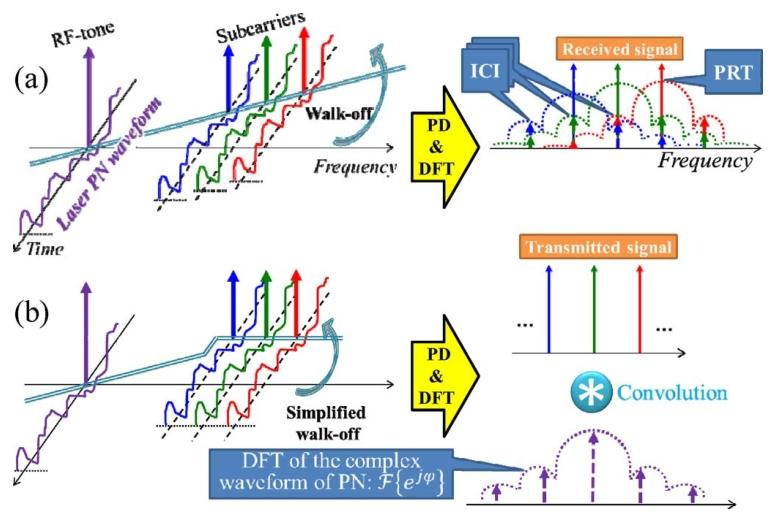 (a)
RF-tone
Subcarriers
Laser PN waveform
Walk-off
Frequency
Time
PD
&
DFT
Received signal
ICI
PRT
Frequency
(b)
Simplified
walk-off
PD
&
DFT
Transmitted signal
... ...
* Convolution
DFT of the complex
waveform of PN: ℱ{e^{jφ}}